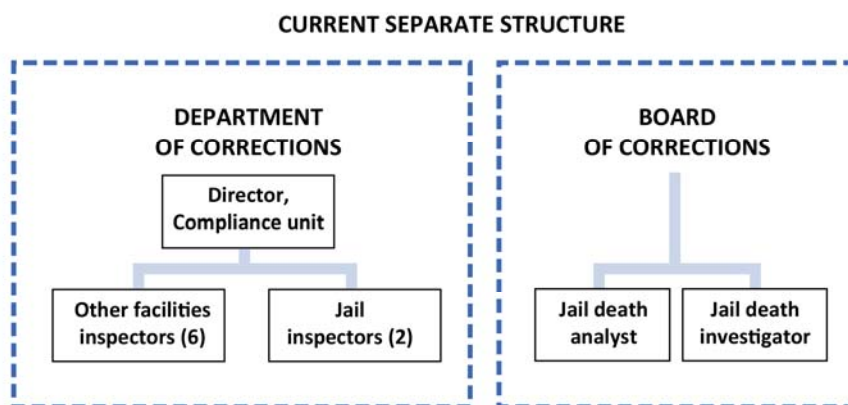 CURRENT SEPARATE STRUCTURE
DEPARTMENT
OF CORRECTIONS
Director,
Compliance unit
Other facilities
inspectors (6)
Jail
inspectors (2)
BOARD
OF CORRECTIONS
Jail death
analyst
Jail death
investigator